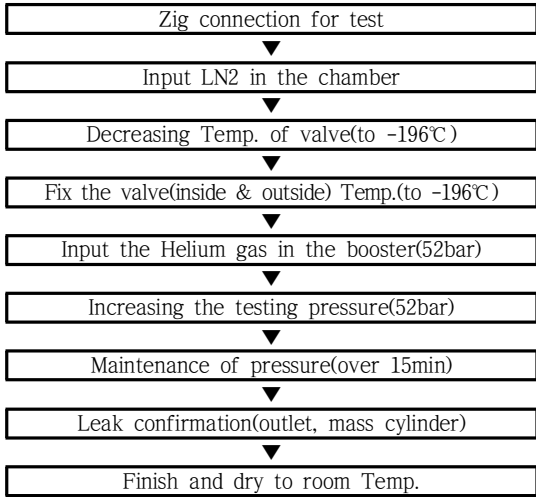 Zig connection for test
Input LN2 in the chamber
Decreasing Temp. of valve(to -196℃)
Fix the valve(inside & outside) Temp.(to -196℃)
Input the Helium gas in the booster(52bar)
Increasing the testing pressure(52bar)
Maintenance of pressure(over 15min)
Leak confirmation(outlet, mass cylinder)
Finish and dry to room Temp.